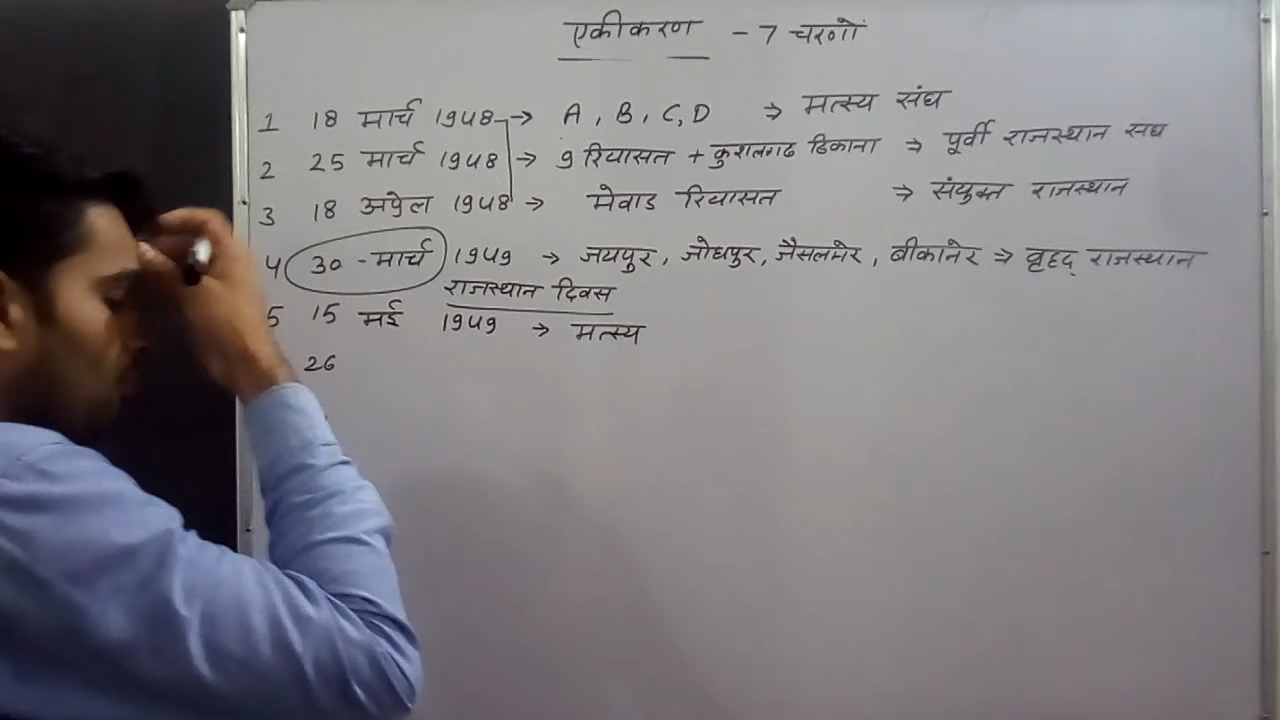 एकीकरण - 7 चरणों
1 18 मार्च 1948 → A, B, C, D ⇒ मत्स्य संघ
2 25 मार्च 1948 → 9 रियासत + कुशलगढ ठिकाना ⇒ पूर्वी राजस्थान सघ
3 18 अप्रेल 1948 → मेवाड रियासत ⇒ संयुक्त राजस्थान
4 30 - मार्च 1949 → जयपुर, जोधपुर, जैसलमेर, बीकानेर ⇒ वृहद् राजस्थान
राजस्थान दिवस
5 15 मई 1949 → मत्स्य
26